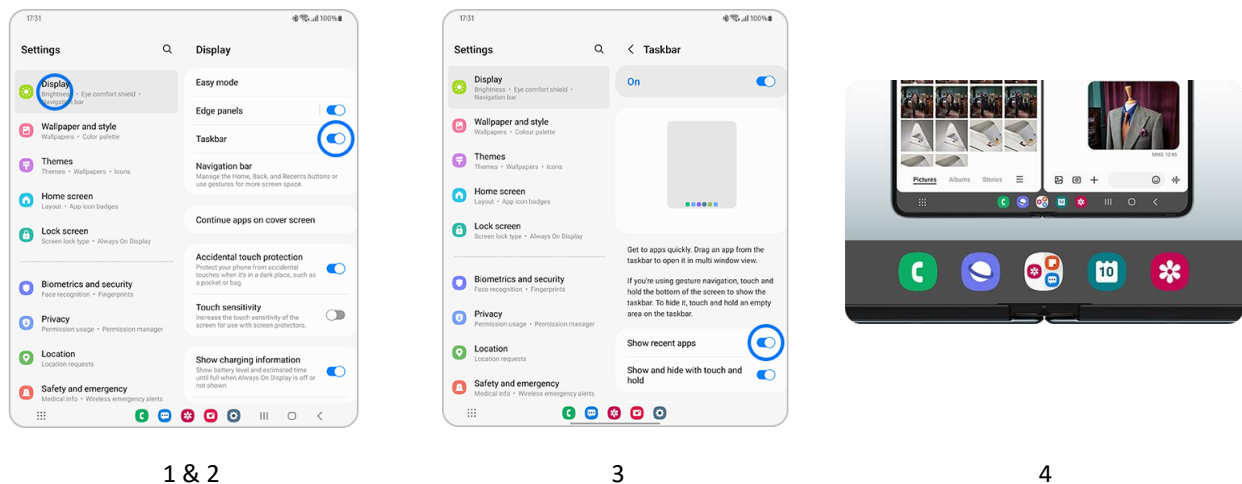 17:31
100%
Settings
Display
Brightness • Eye comfort shield •
Navigation bar
Wallpaper and style
Wallpapers • Color palette
Themes
Themes • Wallpapers • Icons
Home screen
Layout • App icon badges
Lock screen
Screen lock type • Always On Display
Biometrics and security
Face recognition • Fingerprints
Privacy
Permission usage • Permission manager
Location
Location requests
Safety and emergency
Medical info • Wireless emergency alerts
Display
Easy mode
Edge panels
Taskbar
Navigation bar
Manage the Home, Back, and Recents buttons or
use gestures for more screen space.
Continue apps on cover screen
Accidental touch protection
Protect your phone from accidental
touches when it's in a dark place, such as
a pocket or bag.
Touch sensitivity
Increase the touch sensitivity of the
screen for use with screen protectors.
Show charging information
Show battery level and estimated time
until full when Always On Display is off or
not shown.
17:31
100%
Settings
Display
Brightness • Eye comfort shield •
Navigation bar
Wallpaper and style
Wallpapers • Colour palette
Themes
Themes • Wallpapers • Icons
Home screen
Layout • App icon badges
Lock screen
Screen lock type • Always On Display
Biometrics and security
Face recognition • Fingerprints
Privacy
Permission usage • Permission manager
Location
Location requests
Safety and emergency
Medical info • Wireless emergency alerts
Taskbar
On
Get to apps quickly. Drag an app from the
taskbar to open it in multi window view.
If you're using gesture navigation, touch and
hold the bottom of the screen to show the
taskbar. To hide it, touch and hold an empty
area on the taskbar.
Show recent apps
Show and hide with touch and
hold
MMS 12:45
Pictures Albums Stories
10
10
1 & 2
3
4